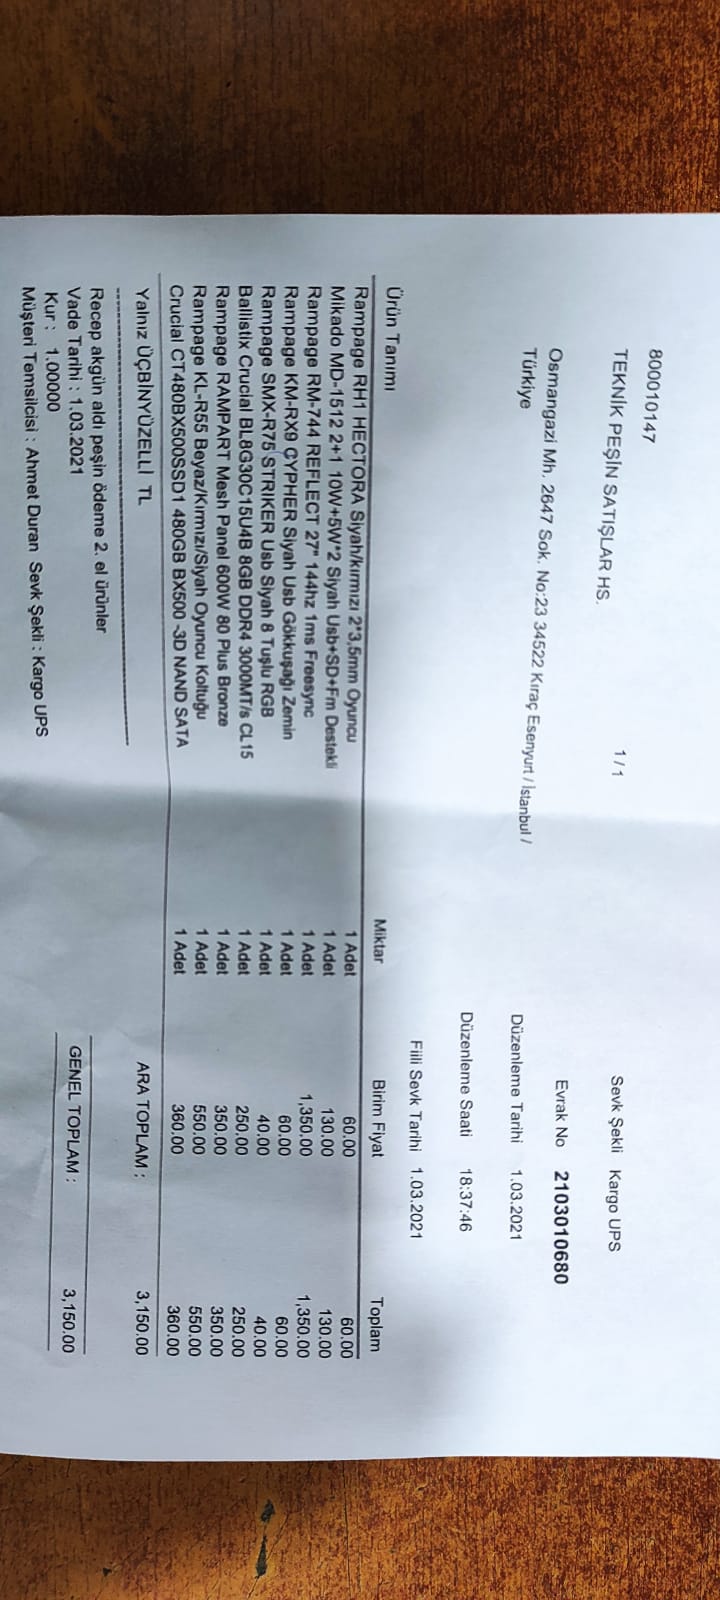 800010147
TEKNİK PEŞİN SATIŞLAR HS.
1 / 1
Osmangazi Mh. 2647 Sok. No:23 34522 Kıraç Esenyurt / İstanbul /
Türkiye
Sevk Şekli Kargo UPS
Evrak No 2103010680
Düzenleme Tarihi 1.03.2021
Düzenleme Saati 18:37:46
Fiili Sevk Tarihi 1.03.2021
Ürün Tanımı Miktar Birim Fiyat Toplam
Rampage RH1 HECTORA Siyah/kırmızı 2*3,5mm Oyuncu 1 Adet 60.00 60.00
Mikado MD-1512 2+1 10W+5W*2 Siyah Usb+SD+Fm Destekli 1 Adet 130.00 130.00
Rampage RM-744 REFLECT 27" 144hz 1ms Freesync 1 Adet 1,350.00 1,350.00
Rampage KM-RX9 CYPHER Siyah Usb Gökkuşağı Zemin 1 Adet 60.00 60.00
Rampage SMX-R75 STRIKER Usb Siyah 8 Tuşlu RGB 1 Adet 40.00 40.00
Ballistix Crucial BL8G30C15U4B 8GB DDR4 3000MT/s CL15 1 Adet 250.00 250.00
Rampage RAMPART Mesh Panel 600W 80 Plus Bronze 1 Adet 350.00 350.00
Rampage KL-R55 Beyaz/Kırmızı/Siyah Oyuncu Koltuğu 1 Adet 550.00 550.00
Crucial CT480BX500SSD1 480GB BX500 -3D NAND SATA 1 Adet 360.00 360.00
Yalnız ÜÇBİNYÜZELLİ TL
ARA TOPLAM : 3,150.00
Recep akgün aldı peşin ödeme 2. el ürünler
Vade Tarihi : 1.03.2021
GENEL TOPLAM : 3,150.00
Kur : 1.00000
Müşteri Temsilcisi : Ahmet Duran Sevk Şekli : Kargo UPS